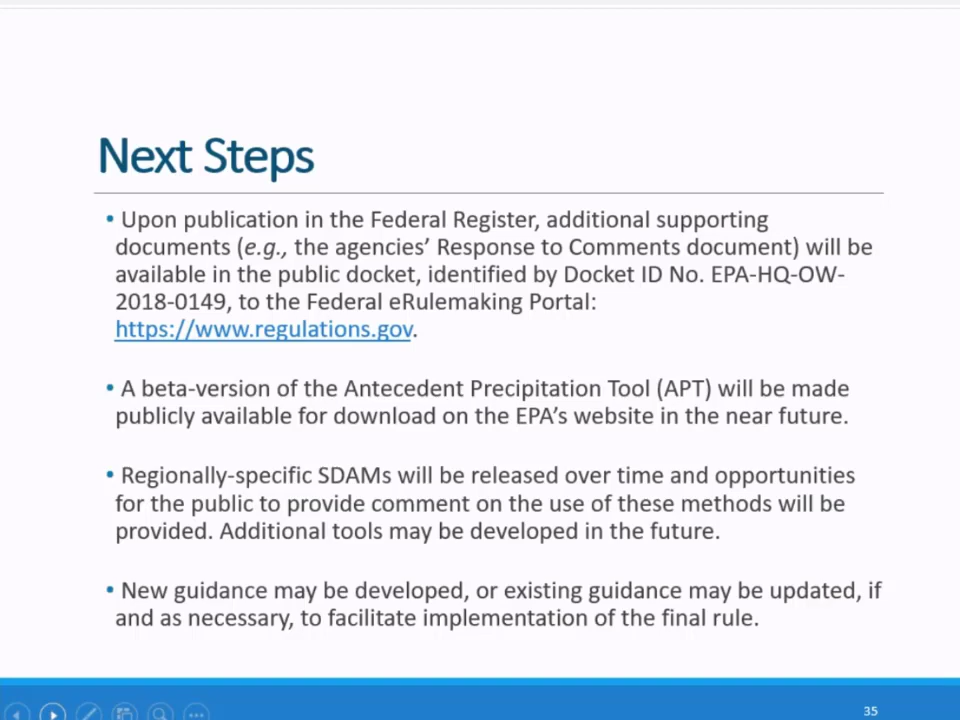 Next Steps
• Upon publication in the Federal Register, additional supporting
documents (e.g., the agencies’ Response to Comments document) will be
available in the public docket, identified by Docket ID No. EPA-HQ-OW-
2018-0149, to the Federal eRulemaking Portal:
https://www.regulations.gov.
• A beta-version of the Antecedent Precipitation Tool (APT) will be made
publicly available for download on the EPA’s website in the near future.
• Regionally-specific SDAMs will be released over time and opportunities
for the public to provide comment on the use of these methods will be
provided. Additional tools may be developed in the future.
• New guidance may be developed, or existing guidance may be updated, if
and as necessary, to facilitate implementation of the final rule.
35